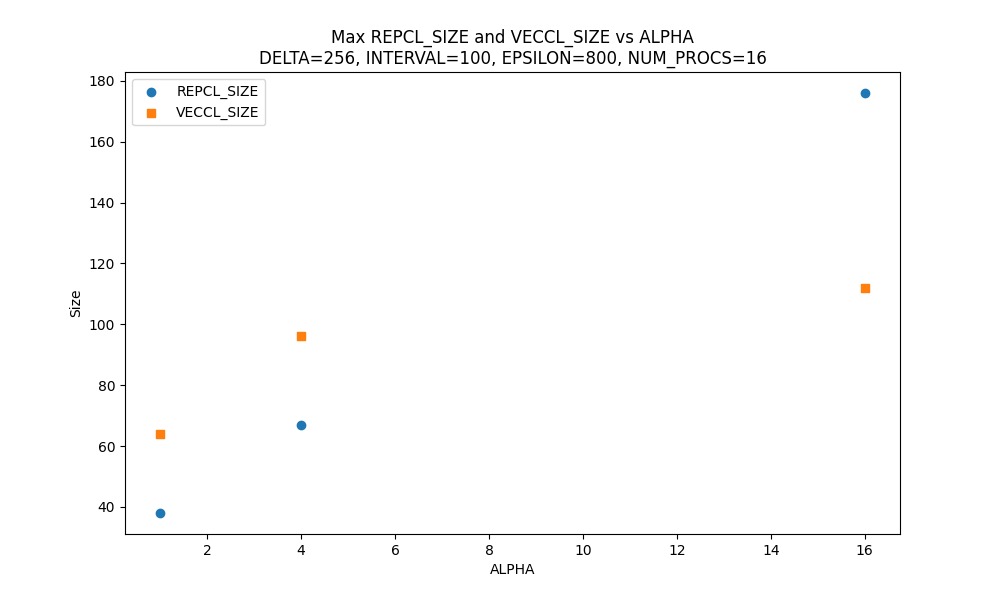 Max REPCL_SIZE and VECCL_SIZE vs ALPHA
DELTA=256, INTERVAL=100, EPSILON=800, NUM_PROCS=16
REPCL_SIZE
VECCL_SIZE
180
160
140
120
100
80
60
40
Size
2 4 6 8 10 12 14 16
ALPHA